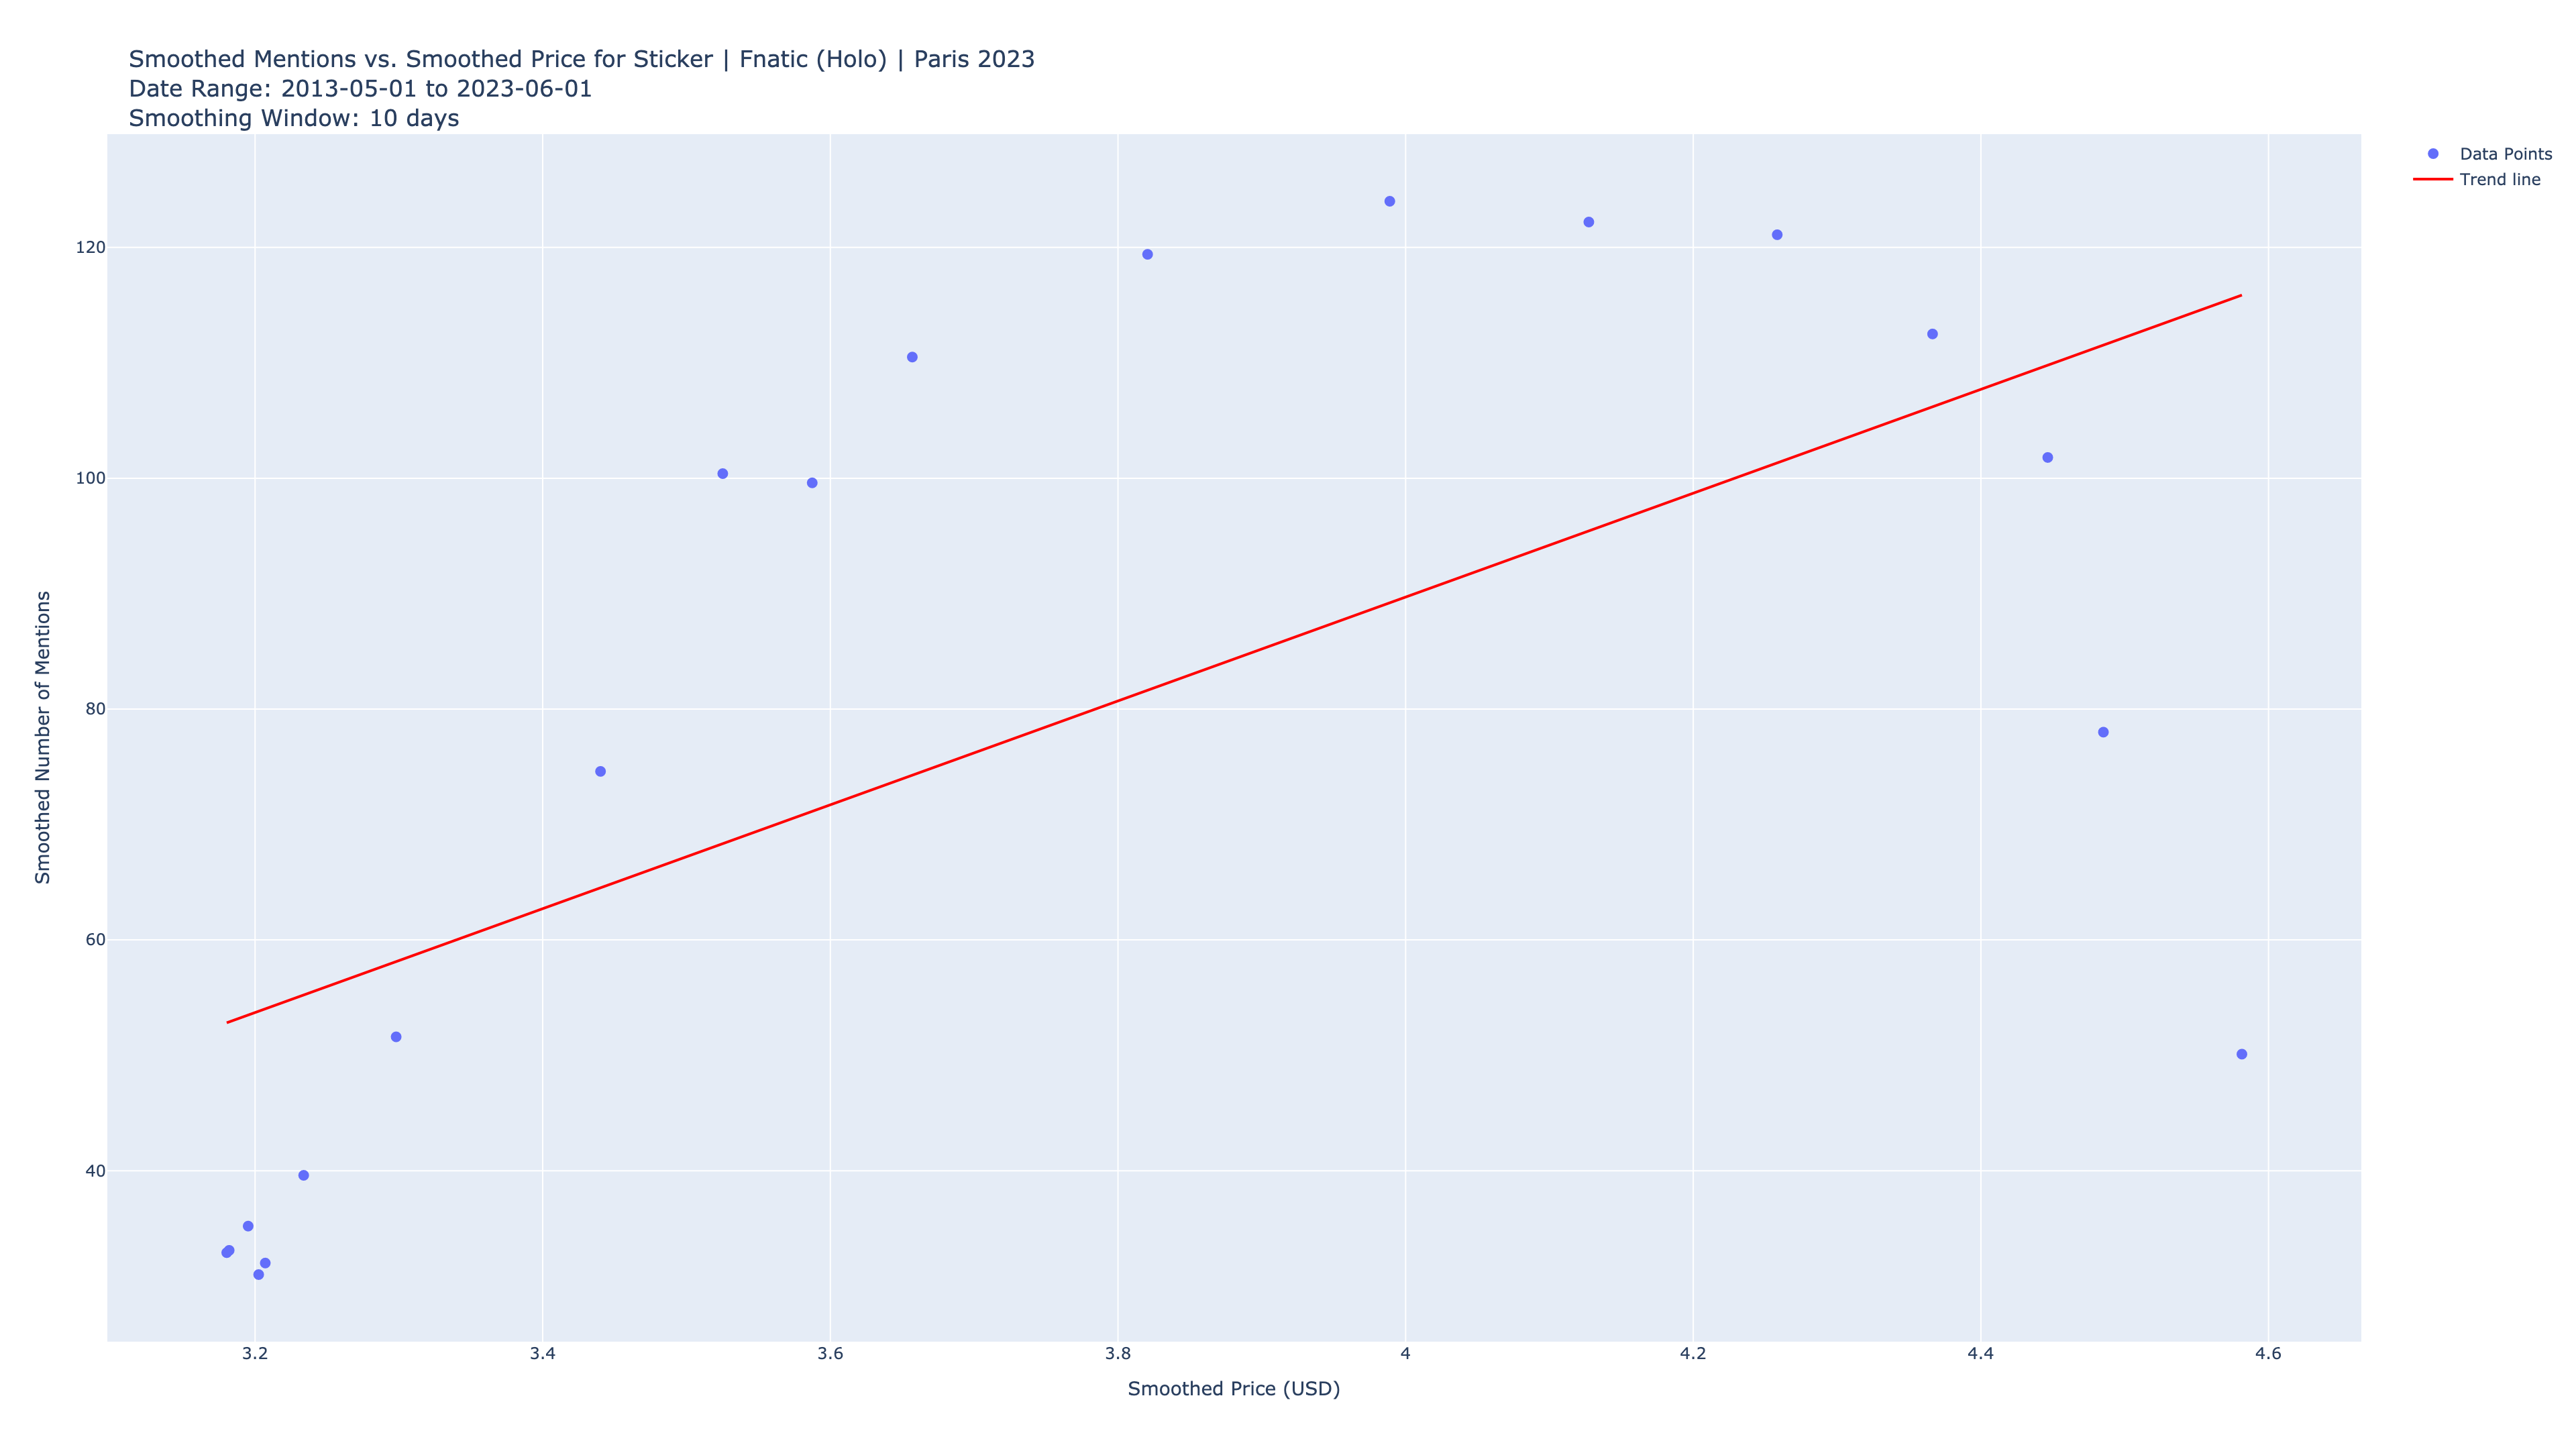 Smoothed Mentions vs. Smoothed Price for Sticker | Fnatic (Holo) | Paris 2023
Date Range: 2013-05-01 to 2023-06-01
Smoothing Window: 10 days
Data Points
Trend line
120
100
80
60
40
Smoothed Number of Mentions
3.2
3.4
3.6
3.8
4
4.2
4.4
4.6
Smoothed Price (USD)